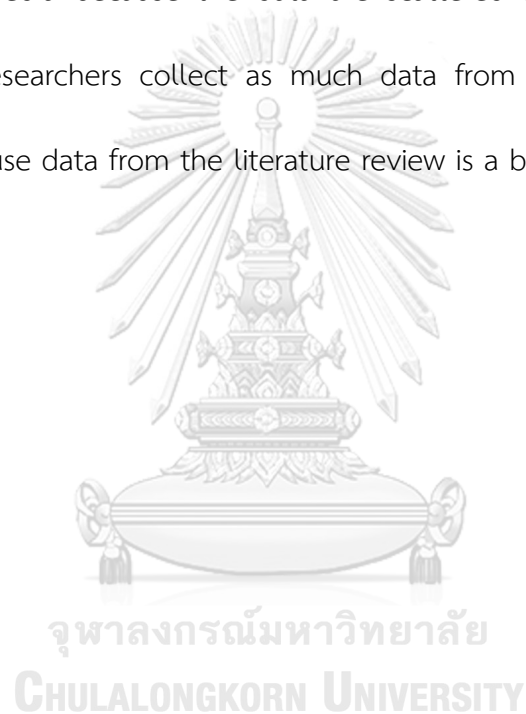 esearchers collect as much data from
use data from the literature review is a b
จุฬาลงกรณ์มหาวิทยาลัย
CHULALONGKORN UNIVERSITY